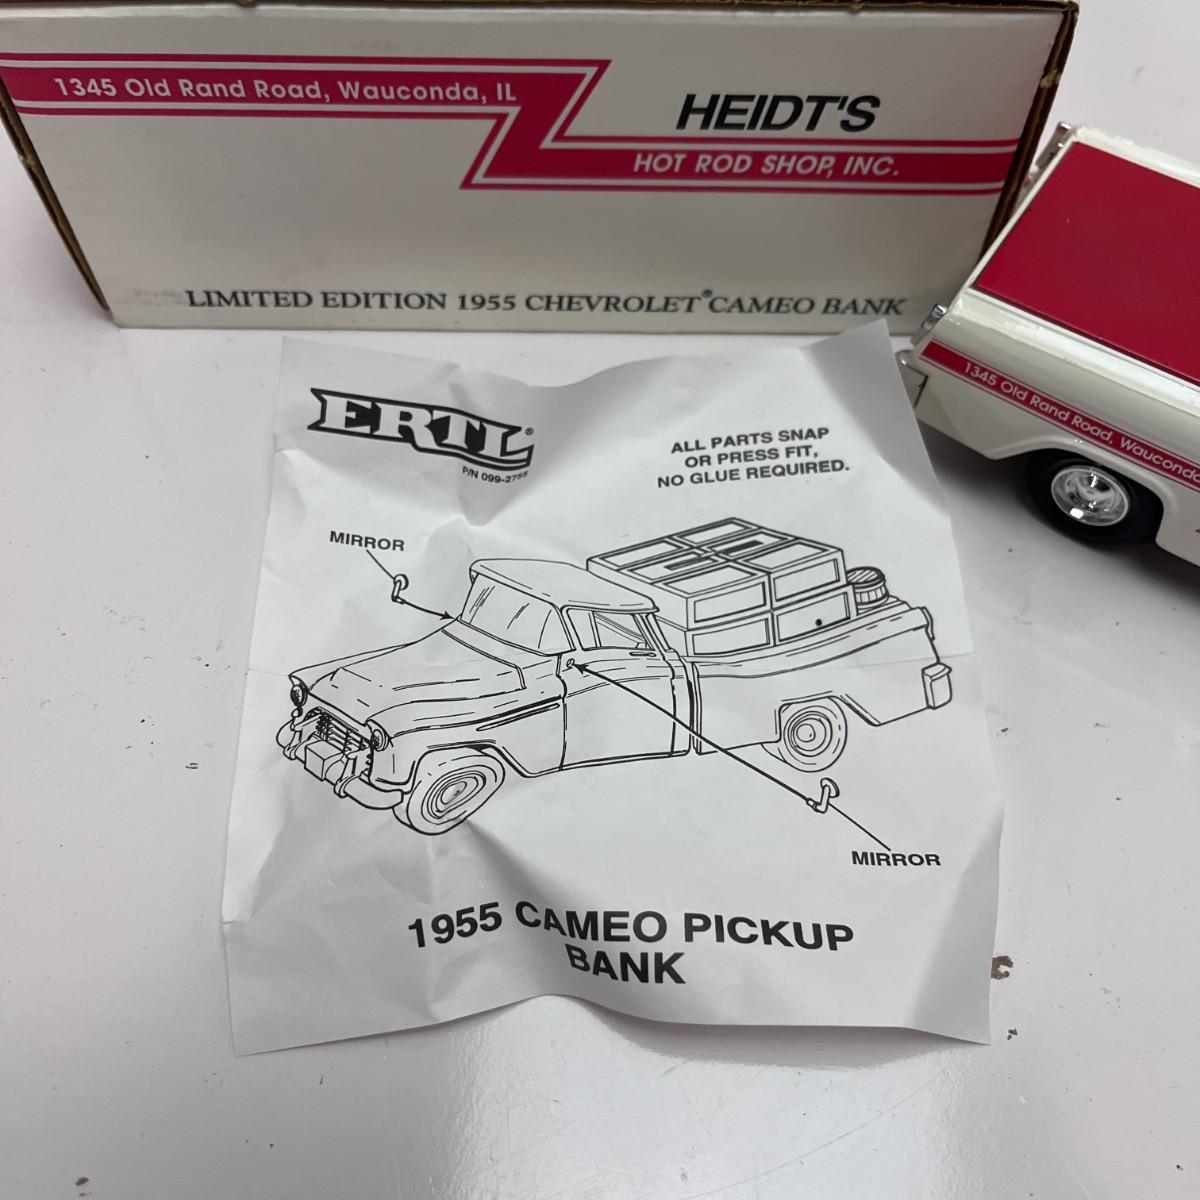 1345 Old Rand Road, Wauconda, IL
HEIDT'S
HOT ROD SHOP, INC.
LIMITED EDITION 1955 CHEVROLET® CAMEO BANK
1345 Old Rand Road, Wauconda
ERTL®
P/N 099-2755
ALL PARTS SNAP
OR PRESS FIT,
NO GLUE REQUIRED.
MIRROR
MIRROR
1955 CAMEO PICKUP
BANK